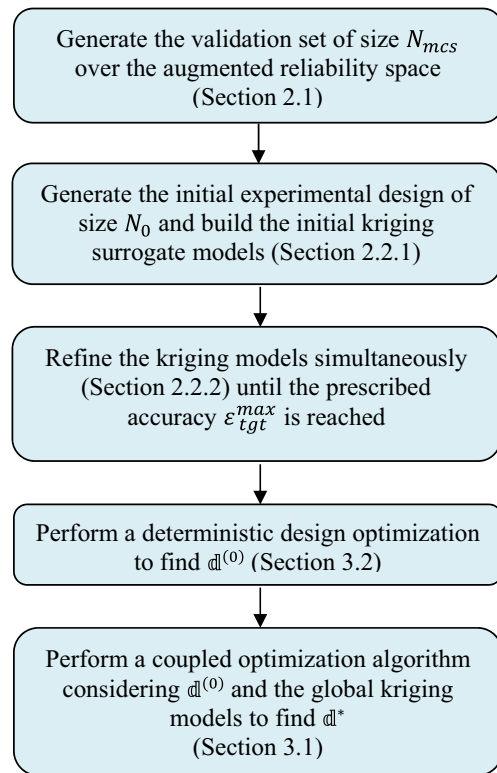 Generate the validation set of size N_mcs
over the augmented reliability space
(Section 2.1)
Generate the initial experimental design of
size N_0 and build the initial kriging
surrogate models (Section 2.2.1)
Refine the kriging models simultaneously
(Section 2.2.2) until the prescribed
accuracy ε_tgt^max is reached
Perform a deterministic design optimization
to find 𝕕^(0) (Section 3.2)
Perform a coupled optimization algorithm
considering 𝕕^(0) and the global kriging
models to find 𝕕*
(Section 3.1)